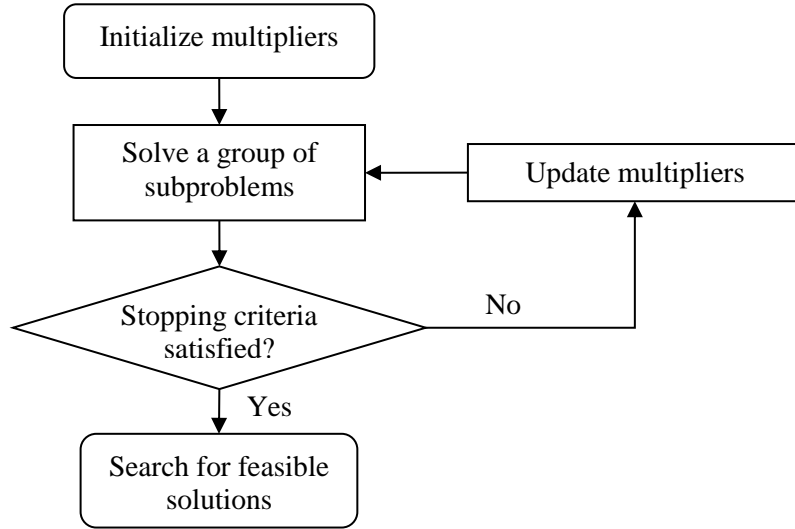 Initialize multipliers
Solve a group of
subproblems
Update multipliers
Stopping criteria
satisfied?
No
Yes
Search for feasible
solutions